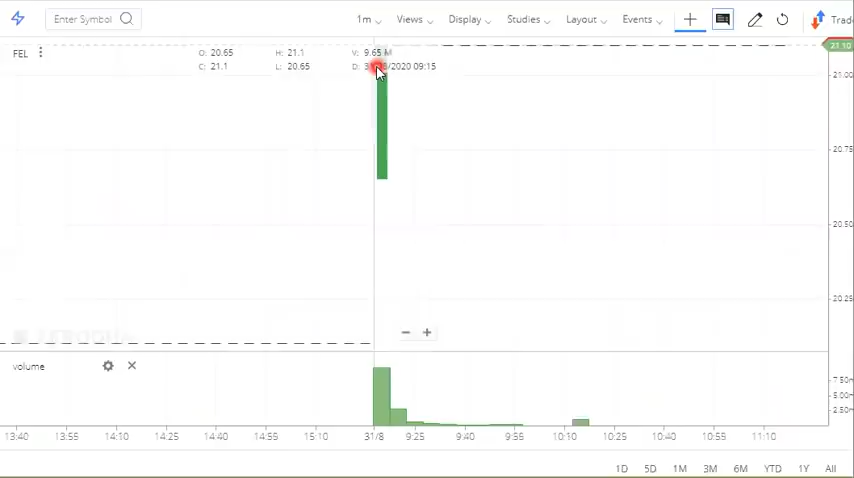 Enter Symbol 1m Views Display Studies Layout Events Trade
FEL O: 20.65 H: 21.1 V: 9.65 M
C: 21.1 L: 20.65 D: /2020 09:15
21.10
21.00
20.75
20.50
20.25
volume
7.50
5.00
2.50
13:40 13:55 14:10 14:25 14:40 14:55 15:10 31/8 9:25 9:40 9:55 10:10 10:25 10:40 10:55 11:10
1D 5D 1M 3M 6M YTD 1Y All